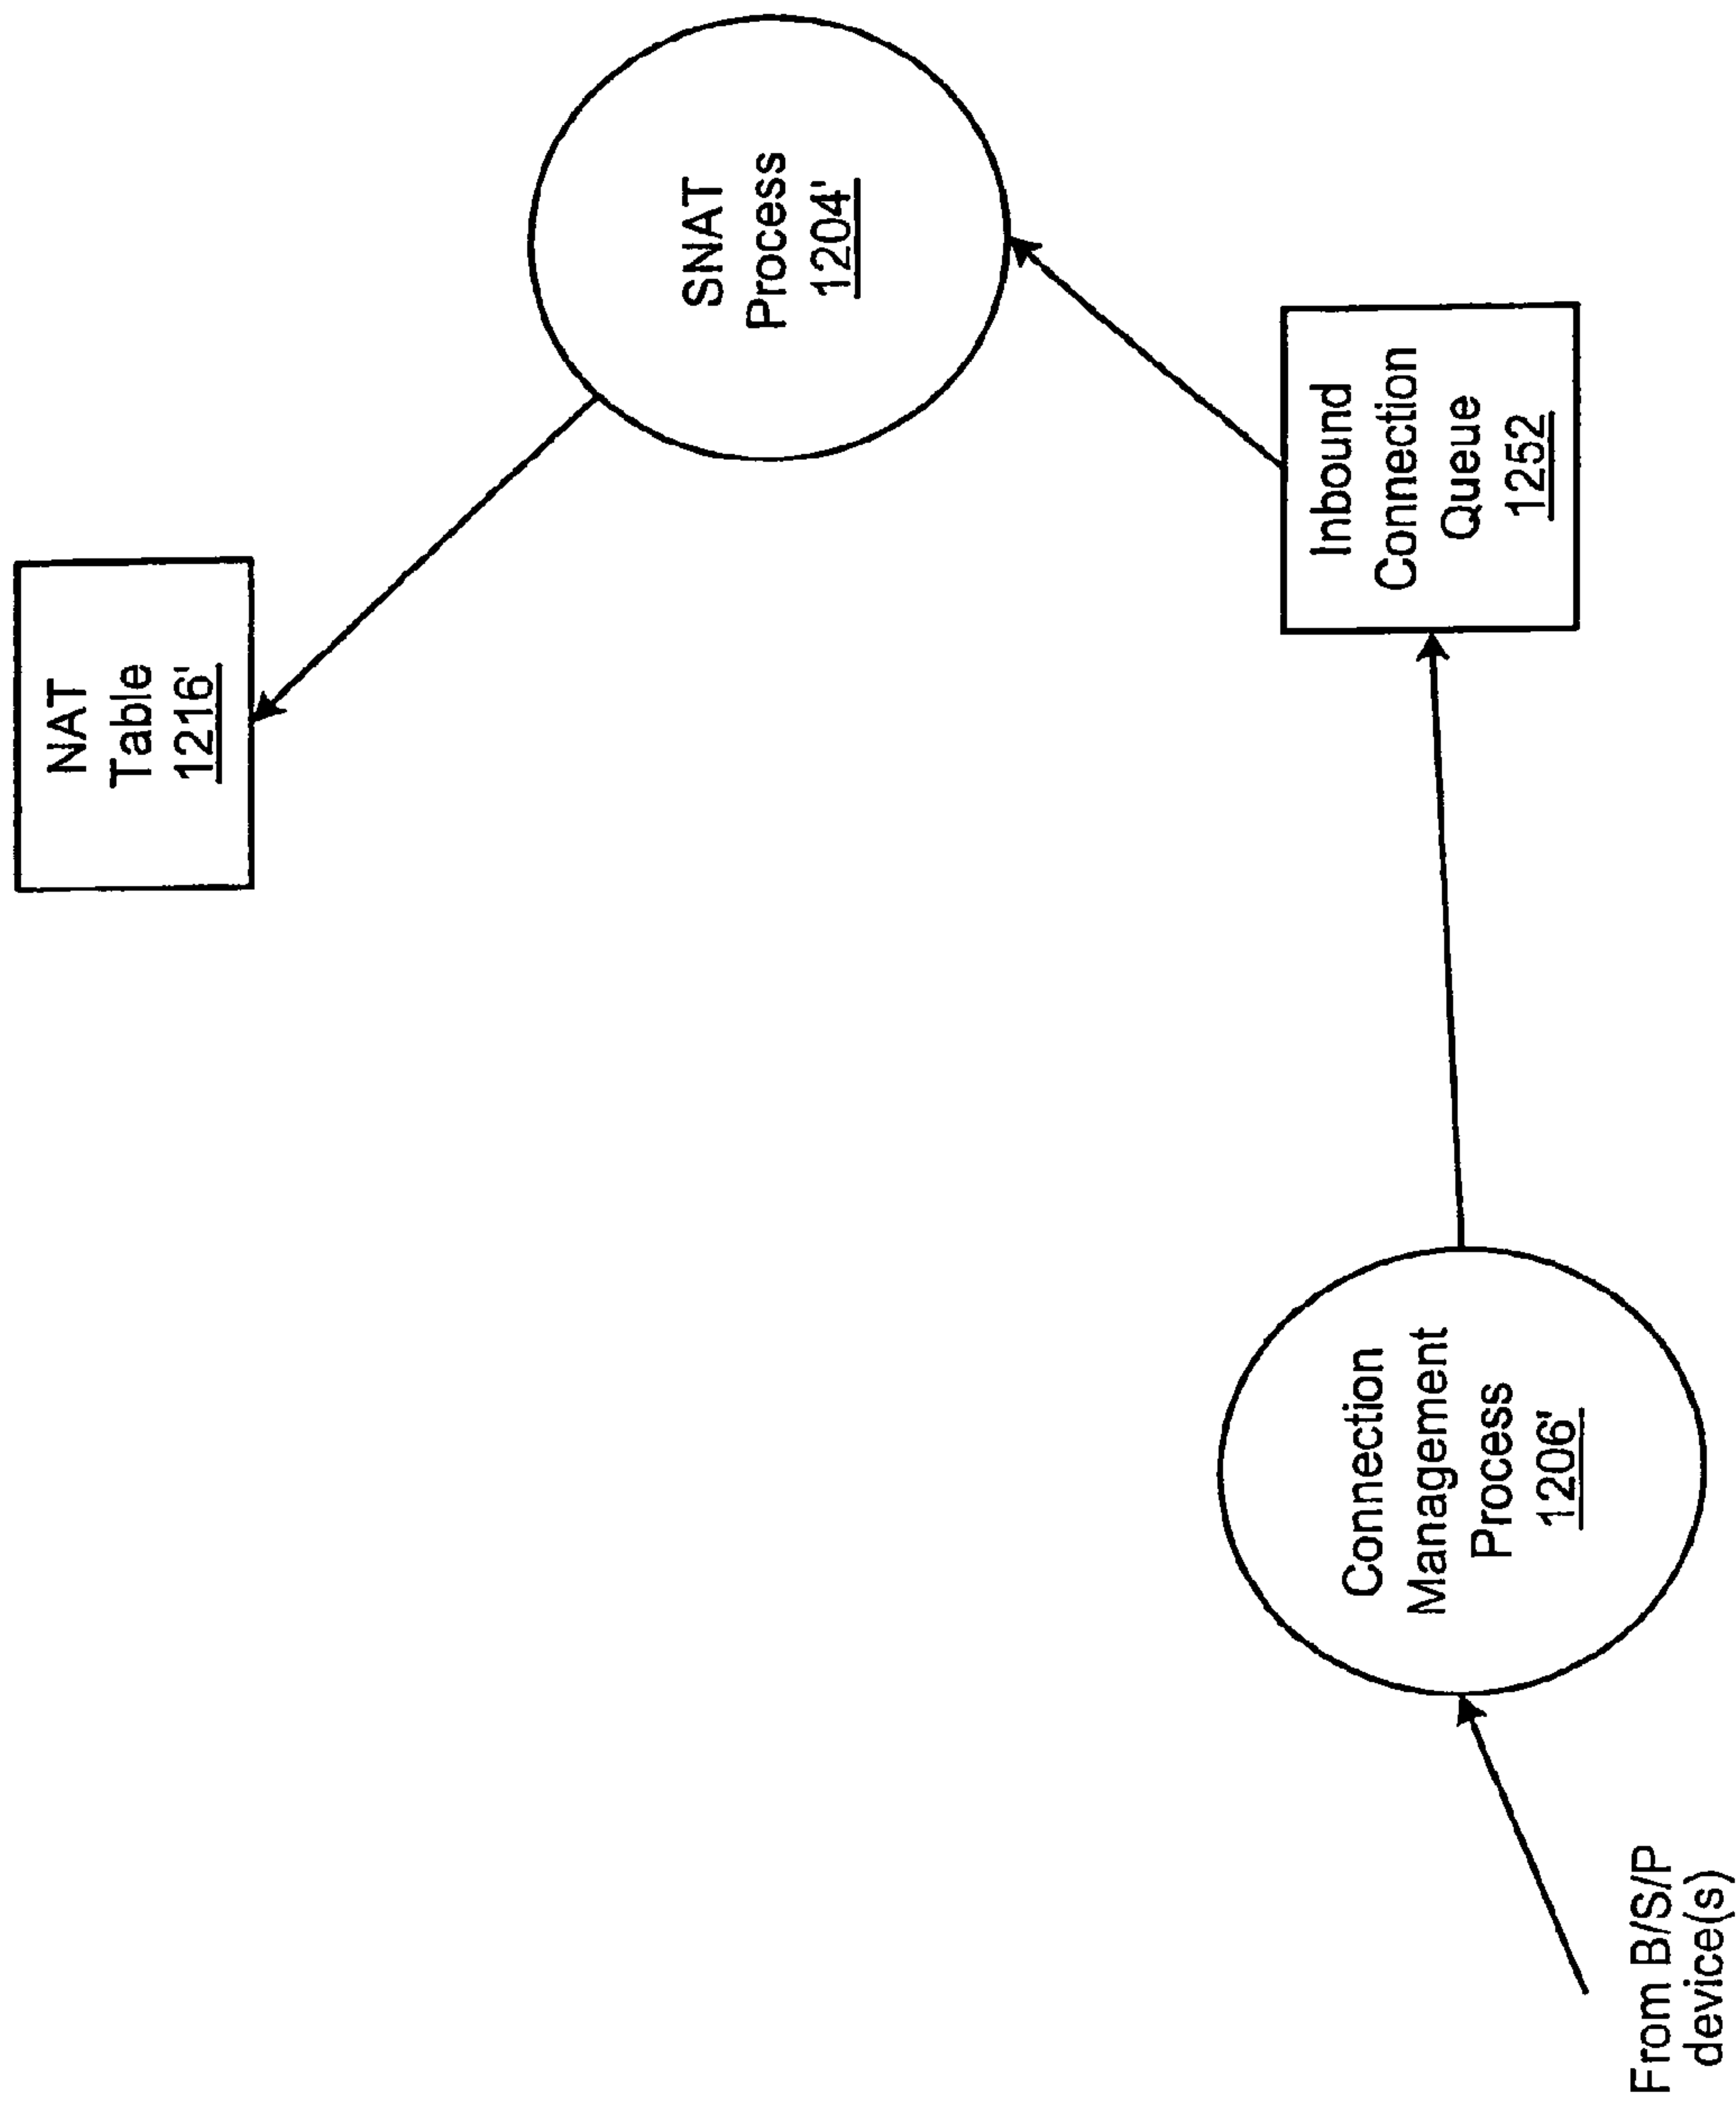 NAT
Table
1216'
SNAT
Process
1204'
Inbound
Connection
Queue
1252
Connection
Management
Process
1206'
From B/S/P
device(s)